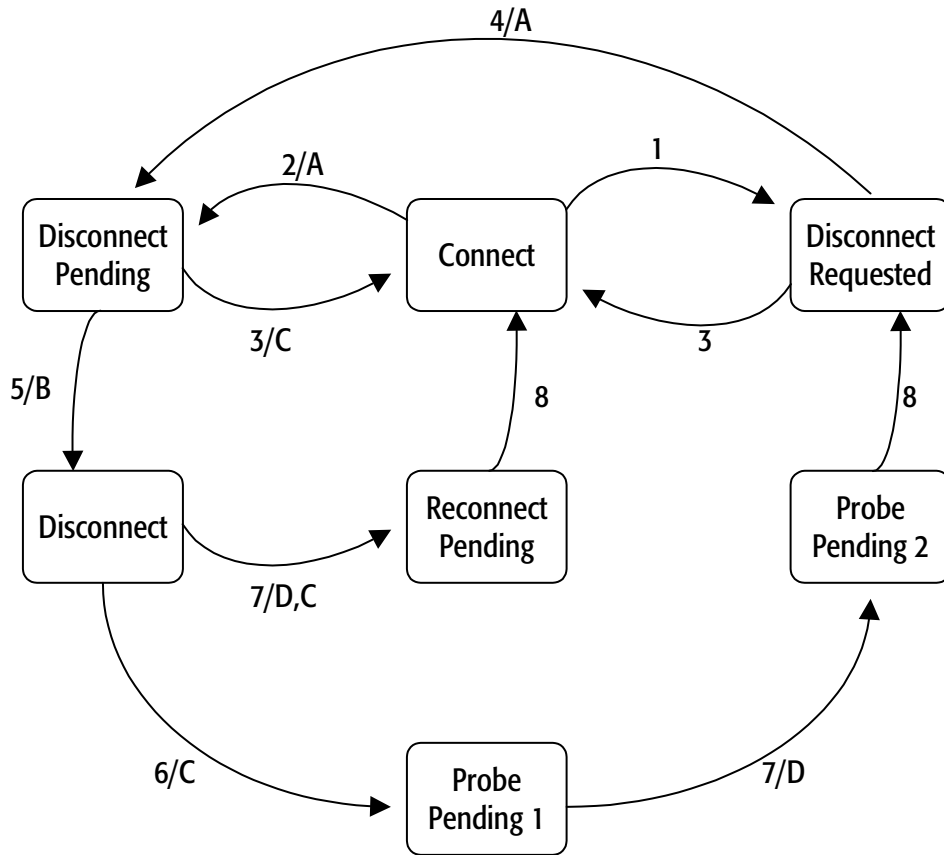 4/A
2/A
1
Disconnect
Pending
Connect
Disconnect
Requested
3/C
3
5/B
8
8
Disconnect
Reconnect
Pending
Probe
Pending 2
7/D,C
6/C
Probe
Pending 1
7/D